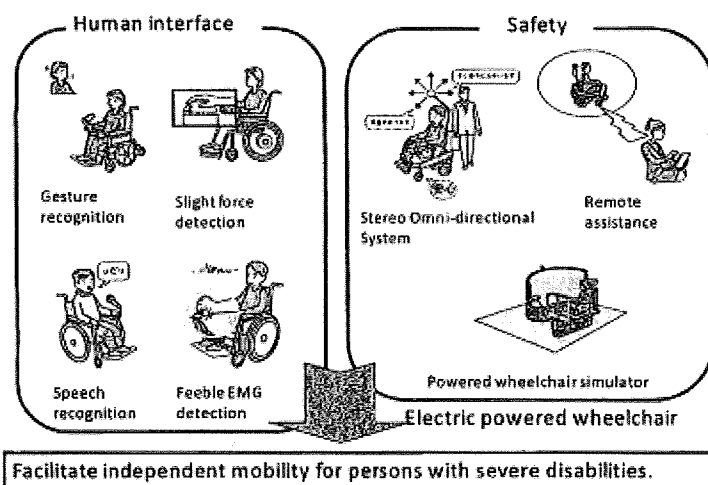 Human interface
Safety
Gesture
recognition
Slight force
detection
Stereo Omni-directional
System
Remote
assistance
Speech
recognition
Feeble EMG
detection
Powered wheelchair simulator
Electric powered wheelchair
Facilitate independent mobility for persons with severe disabilities.